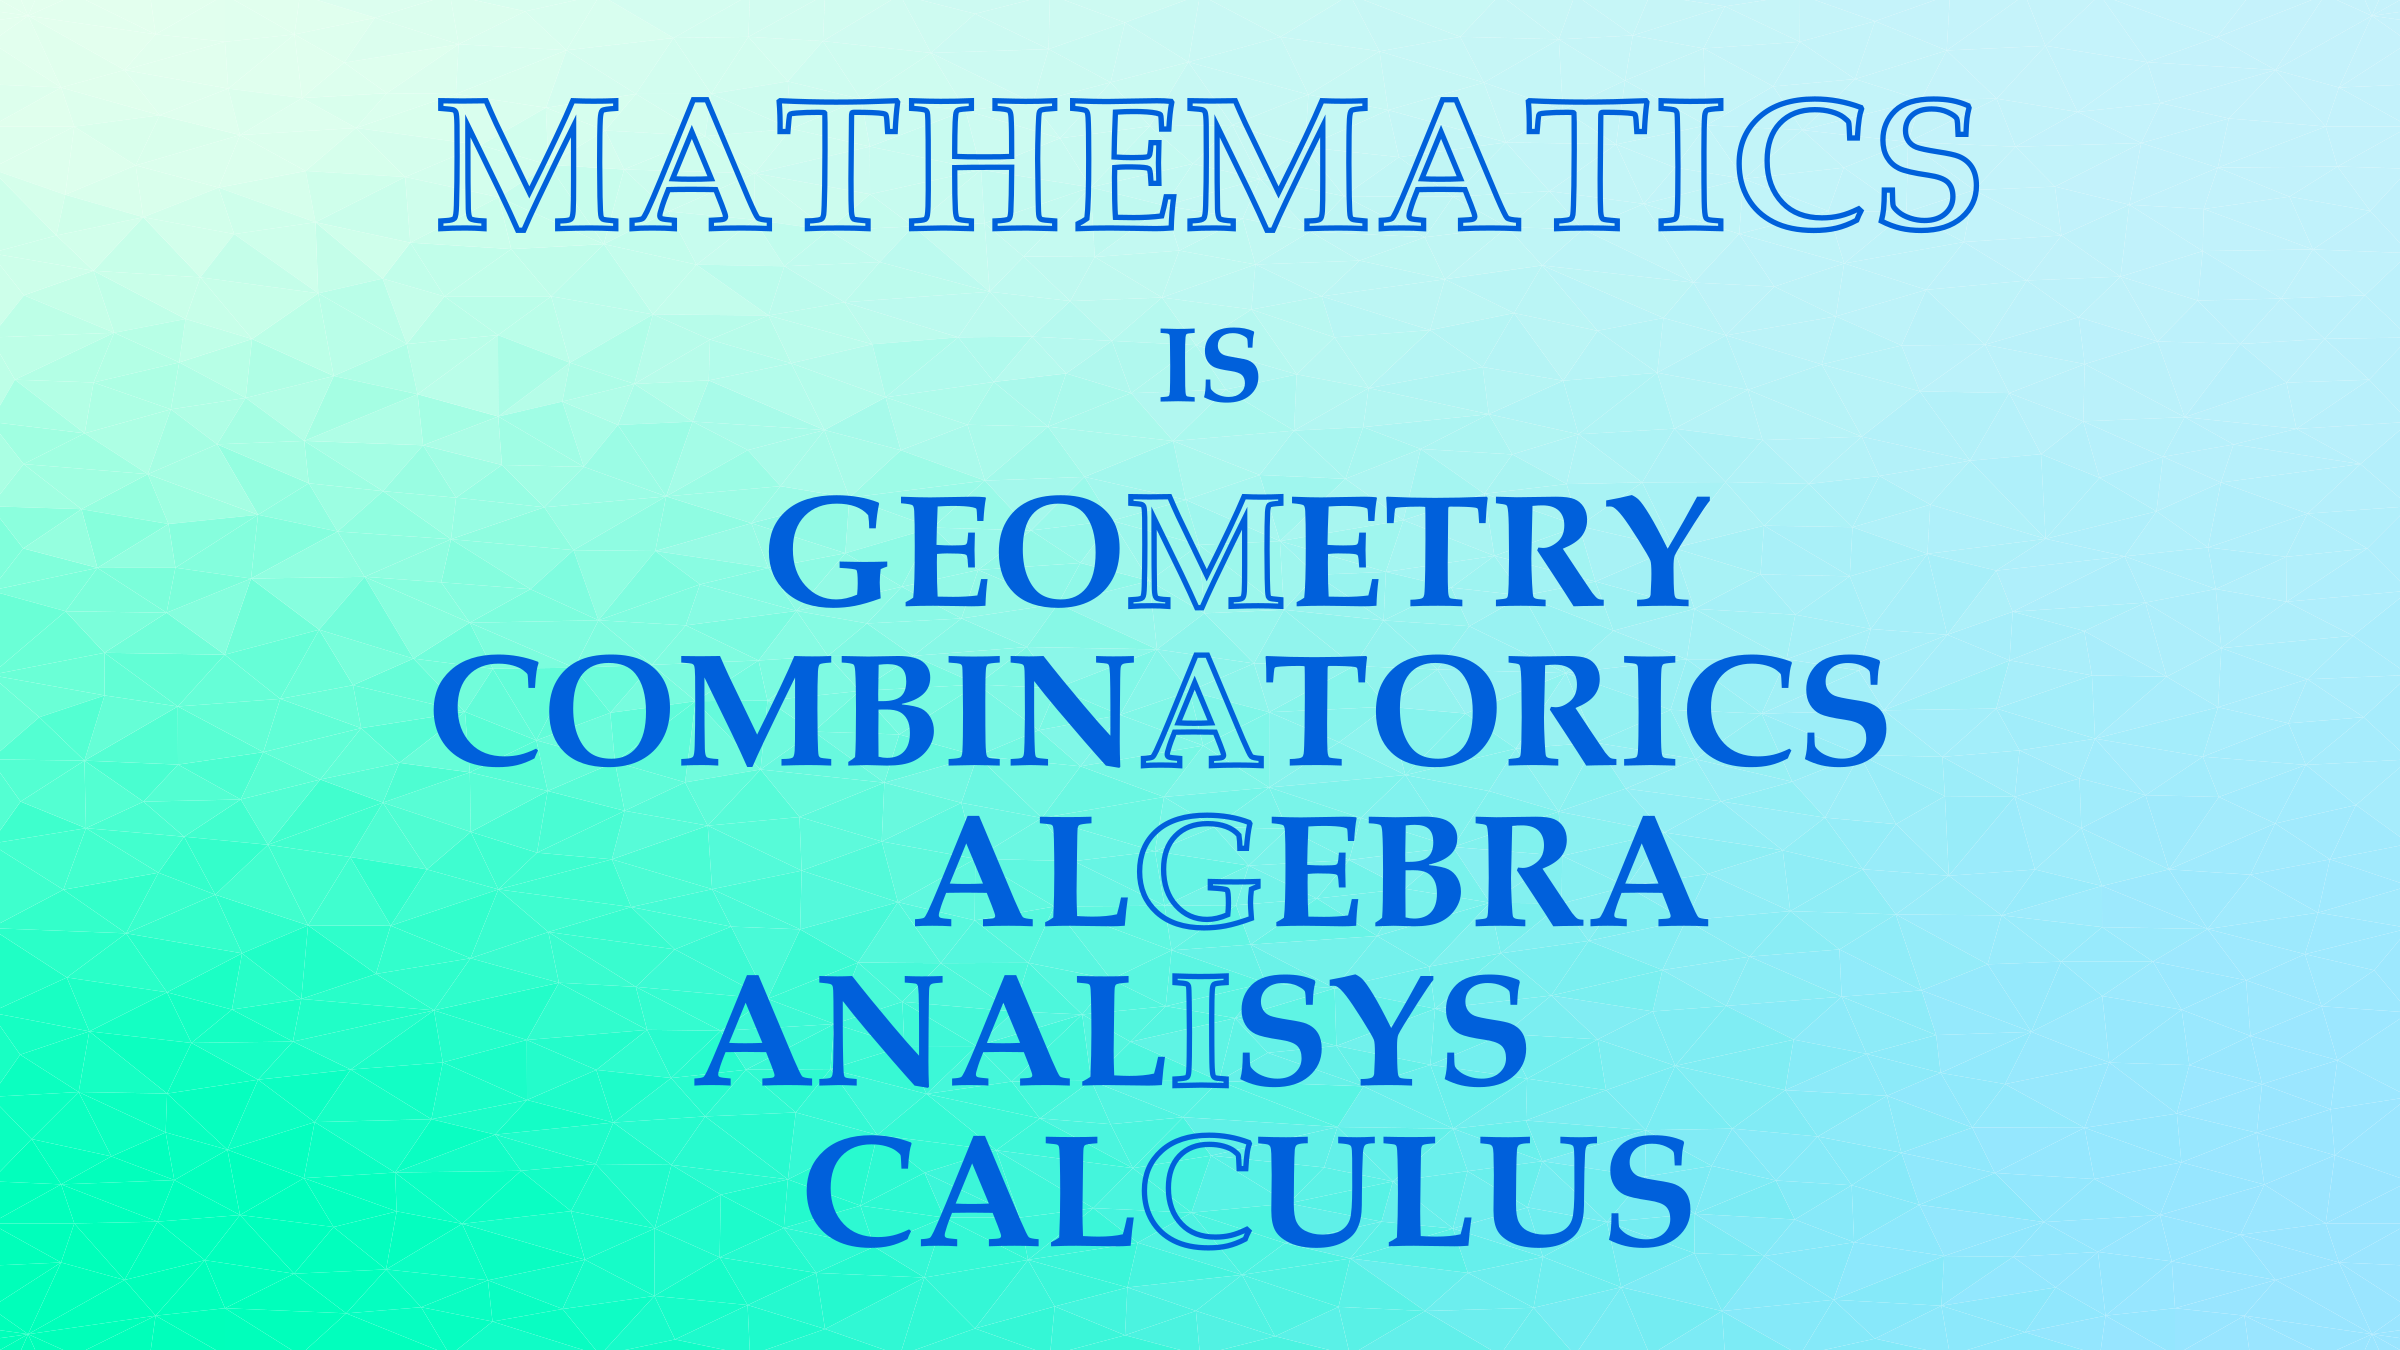 MATHEMATICS
IS
GEOMETRY
COMBINATORICS
ALGEBRA
ANALISYS
CALCULUS